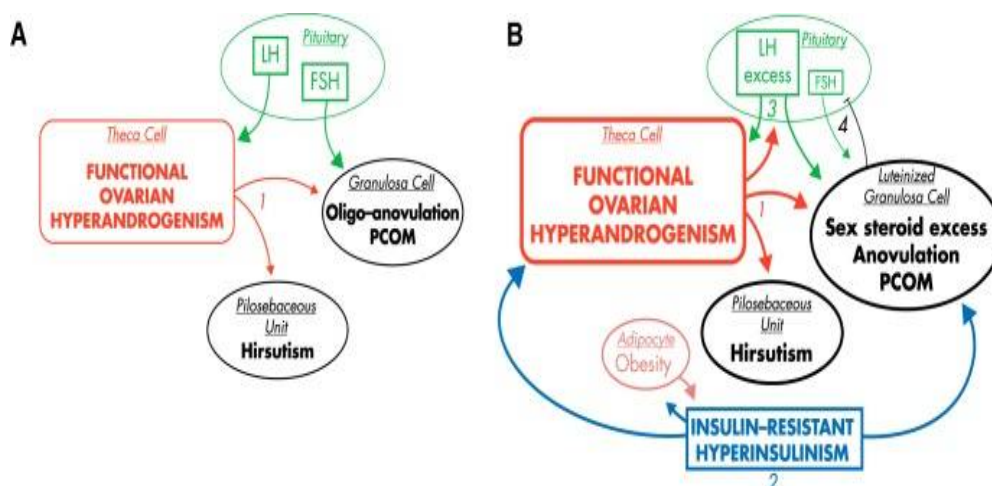 A
Pituitary
LH
FSH
Theca Cell
FUNCTIONAL
OVARIAN
HYPERANDROGENISM
1
Granulosa Cell
Oligo-anovulation
PCOM
Pilosebaceous
Unit
Hirsutism
B
Pituitary
LH
excess
FSH
3
4
Theca Cell
FUNCTIONAL
OVARIAN
HYPERANDROGENISM
1
Luteinized
Granulosa Cell
Sex steroid excess
Anovulation
PCOM
Pilosebaceous
Unit
Hirsutism
Adipocyte
Obesity
INSULIN-RESISTANT
HYPERINSULINISM
2